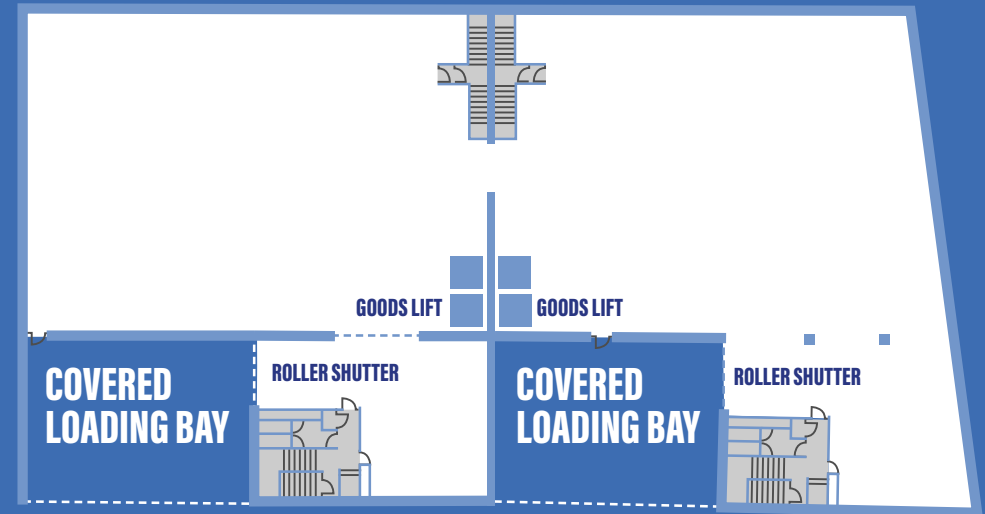 GOODS LIFT
GOODS LIFT
ROLLER SHUTTER
ROLLER SHUTTER
COVERED
LOADING BAY
COVERED
LOADING BAY